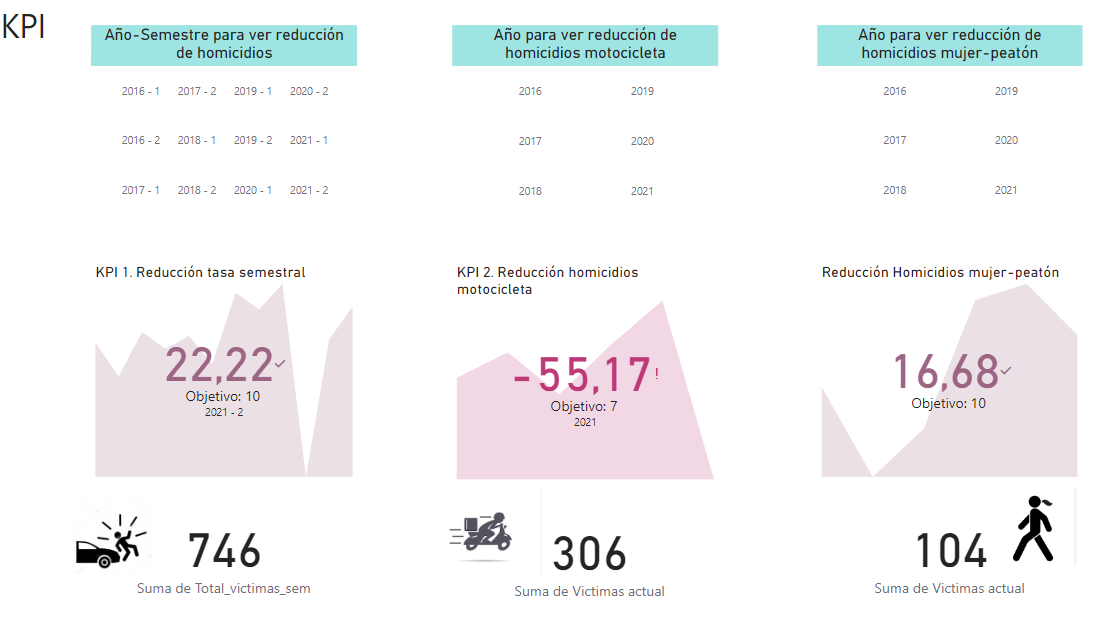 KPI
Año-Semestre para ver reducción
de homicidios
2016 - 1 2017 - 2 2019 - 1 2020 - 2
2016 - 2 2018 - 1 2019 - 2 2021 - 1
2017 - 1 2018 - 2 2020 - 1 2021 - 2
Año para ver reducción de
homicidios motocicleta
2016 2019
2017 2020
2018 2021
Año para ver reducción de
homicidios mujer-peatón
2016 2019
2017 2020
2018 2021
KPI 1. Reducción tasa semestral
22,22
Objetivo: 10
2021 - 2
KPI 2. Reducción homicidios
motocicleta
-55,17!
Objetivo: 7
2021
Reducción Homicidios mujer-peatón
16,68
Objetivo: 10
746
Suma de Total_victimas_sem
306
Suma de Victimas actual
104
Suma de Victimas actual